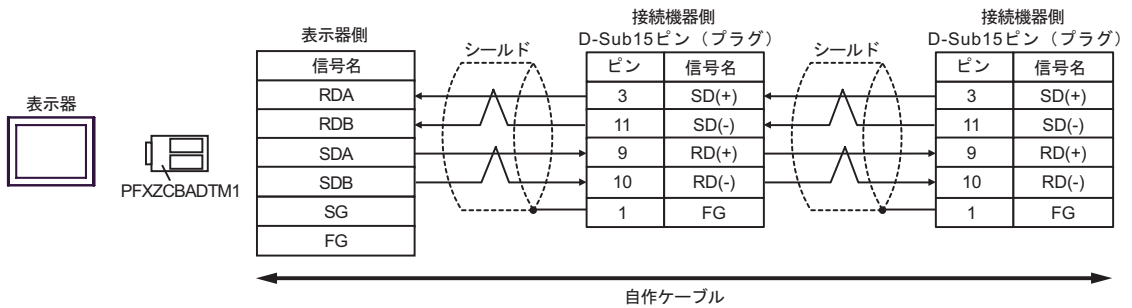 表示器
PFXZCBADTM1
表示器側
信号名
RDA
RDB
SDA
SDB
SG
FG
シールド
接続機器側
D-Sub15ピン（プラグ）
ピン 信号名
3 SD(+)
11 SD(-)
9 RD(+)
10 RD(-)
1 FG
シールド
接続機器側
D-Sub15ピン（プラグ）
ピン 信号名
3 SD(+)
11 SD(-)
9 RD(+)
10 RD(-)
1 FG
自作ケーブル